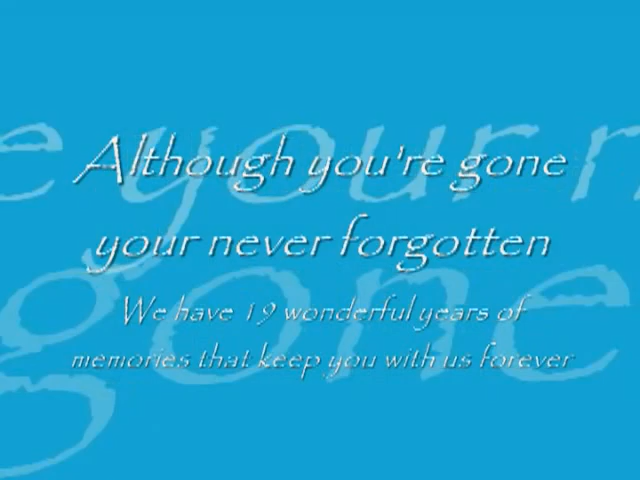 Although you're gone
your never forgotten
We have 19 wonderful years of
memories that keep you with us forever
e your n
gone